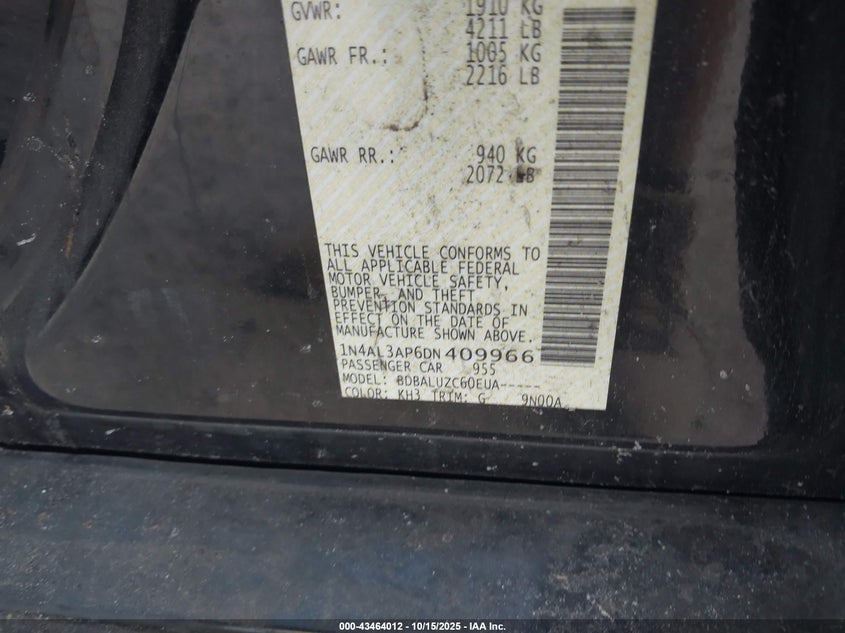 GVWR: 1910 KG
4211 LB
GAWR FR.: 1005 KG
2216 LB
GAWR RR.: 940 KG
2072 LB
THIS VEHICLE CONFORMS TO
ALL APPLICABLE FEDERAL
MOTOR VEHICLE SAFETY,
BUMPER, AND THEFT
PREVENTION STANDARDS IN
EFFECT ON THE DATE OF
MANUFACTURE SHOWN ABOVE.
1N4AL3AP6DN409966
PASSENGER CAR 955
MODEL: BDBALUZC60EUA-----
COLOR: KH3 TRIM: G 9N00A
000-43464012 - 10/15/2025 - IAA Inc.